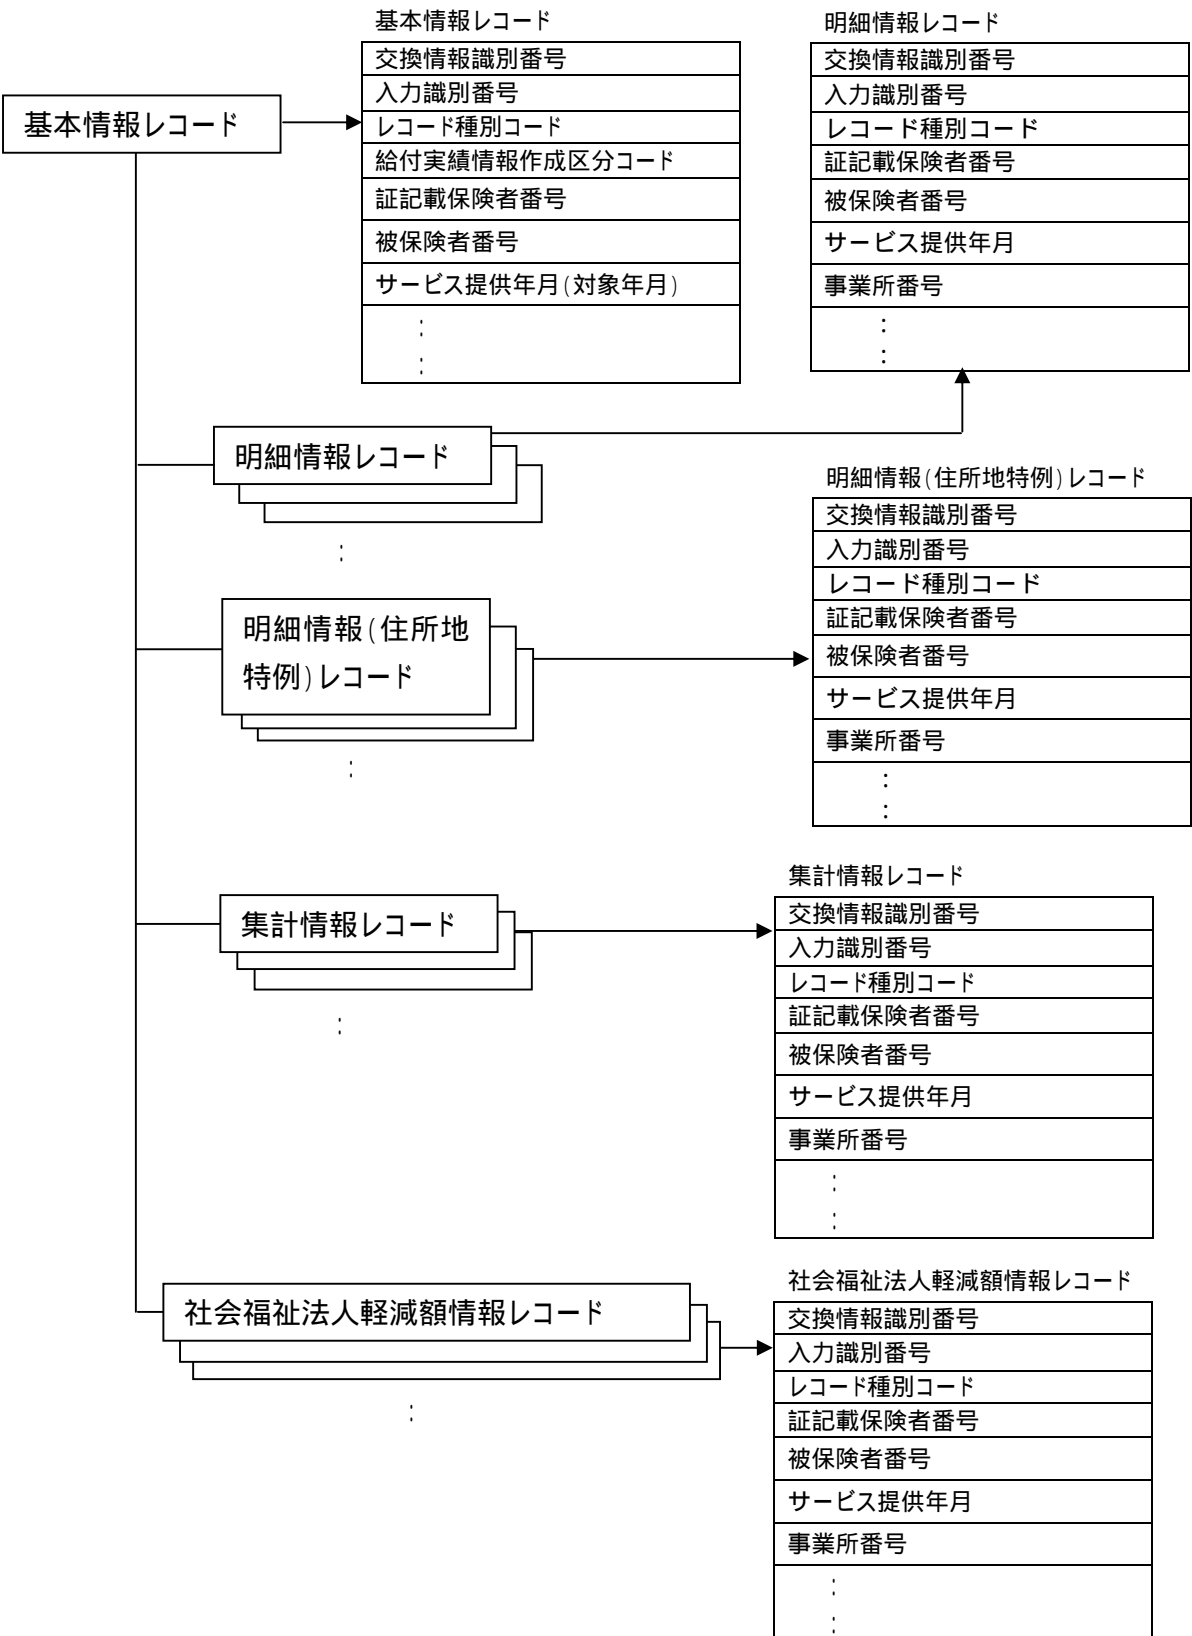 基本情報レコード
基本情報レコード
交換情報識別番号
入力識別番号
レコード種別コード
給付実績情報作成区分コード
証記載保険者番号
被保険者番号
サービス提供年月(対象年月)
:
:
明細情報レコード
交換情報識別番号
入力識別番号
レコード種別コード
証記載保険者番号
被保険者番号
サービス提供年月
事業所番号
:
:
明細情報レコード
:
明細情報(住所地
特例)レコード
:
明細情報(住所地特例)レコード
交換情報識別番号
入力識別番号
レコード種別コード
証記載保険者番号
被保険者番号
サービス提供年月
事業所番号
:
:
集計情報レコード
:
集計情報レコード
交換情報識別番号
入力識別番号
レコード種別コード
証記載保険者番号
被保険者番号
サービス提供年月
事業所番号
:
:
社会福祉法人軽減額情報レコード
:
社会福祉法人軽減額情報レコード
交換情報識別番号
入力識別番号
レコード種別コード
証記載保険者番号
被保険者番号
サービス提供年月
事業所番号
:
: